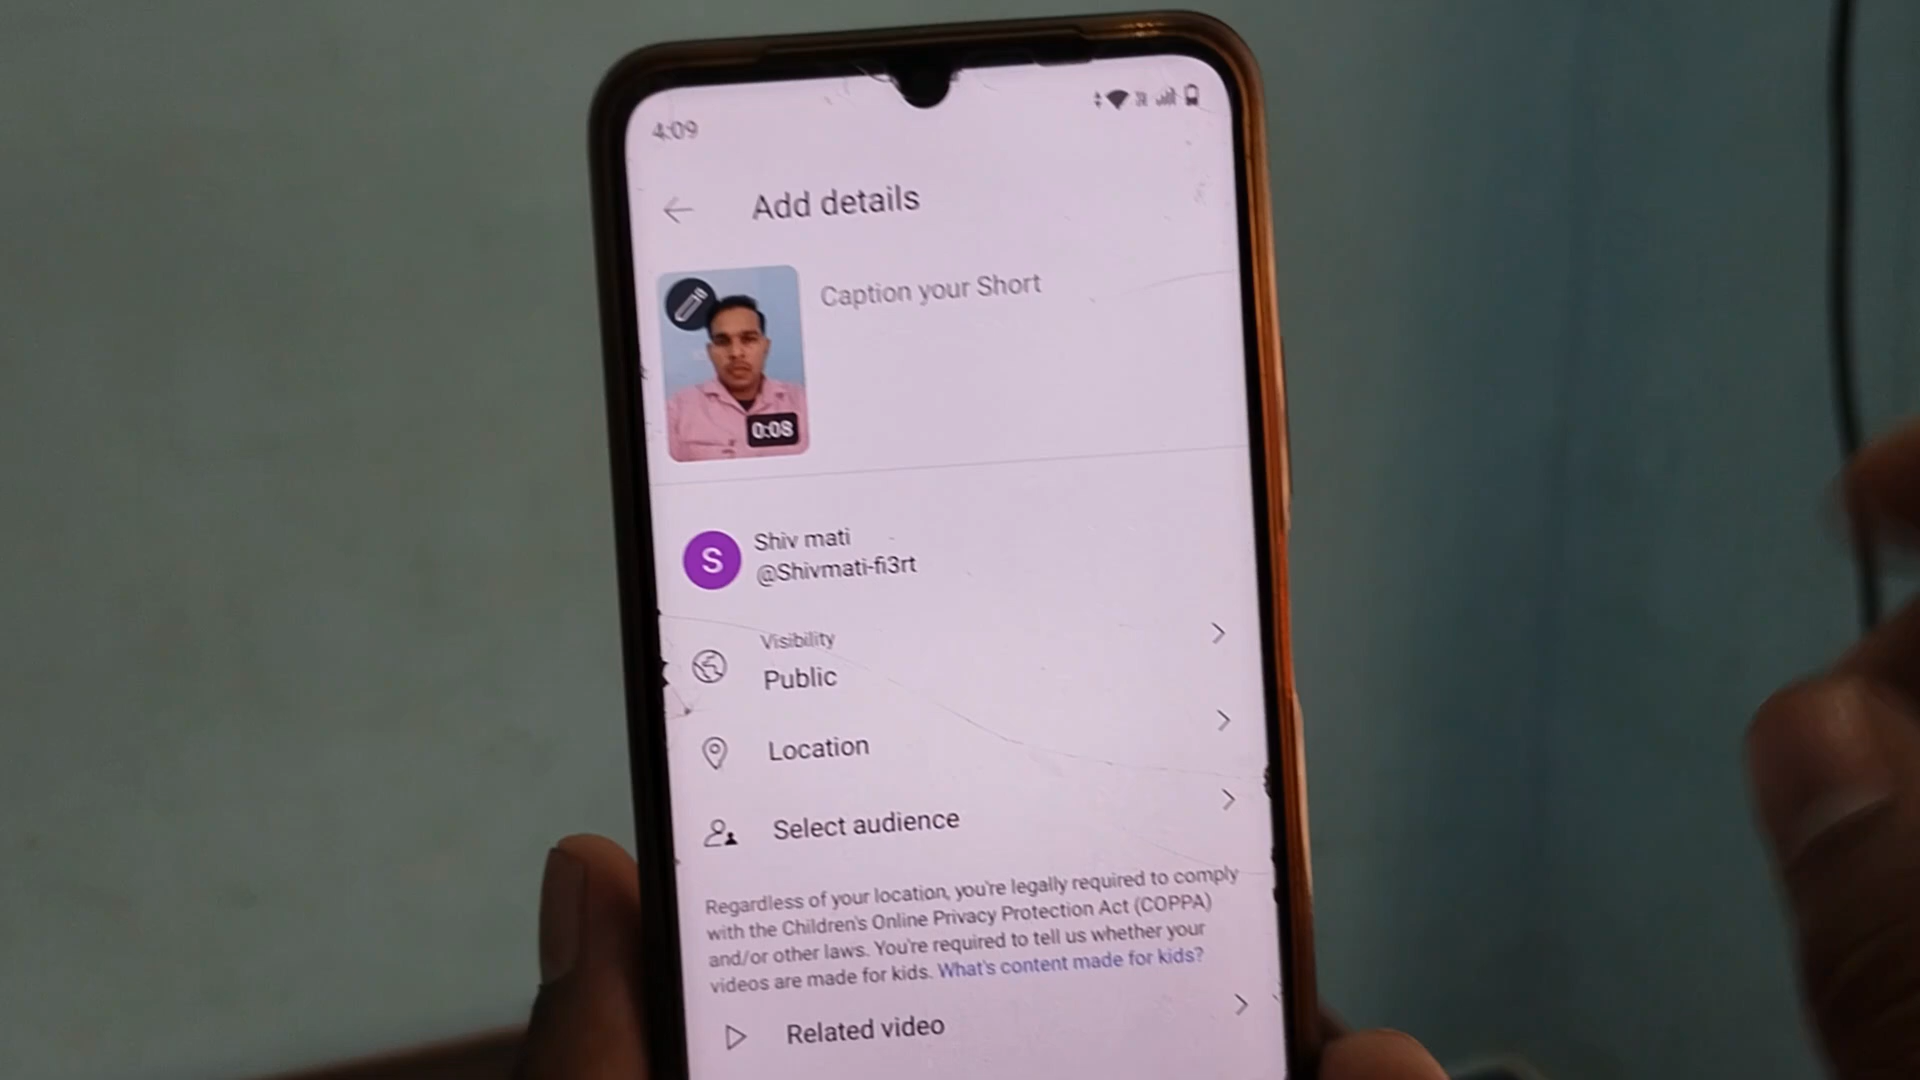 4:09
Add details
Caption your Short
0:08
S
Shiv mati
@Shivmati-fi3rt
Visibility
Public
Location
Select audience
Regardless of your location, you're legally required to comply
with the Children's Online Privacy Protection Act (COPPA)
and/or other laws. You're required to tell us whether your
videos are made for kids. What's content made for kids?
Related video